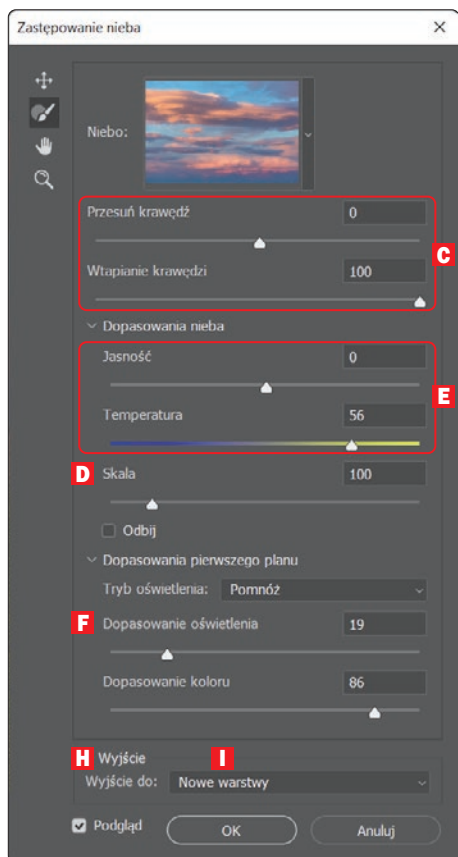 Zastępowanie nieba
Niebo:
Przesuń krawędź 0
C
Wtapianie krawędzi 100
Dopasowania nieba
Jasność 0
E
Temperatura 56
D Skala 100
Odbij
Dopasowania pierwszego planu
Tryb oświetlenia: Pomnóż
F Dopasowanie oświetlenia 19
Dopasowanie koloru 86
H Wyjście I
Wyjście do: Nowe warstwy
Podgląd OK Anuluj